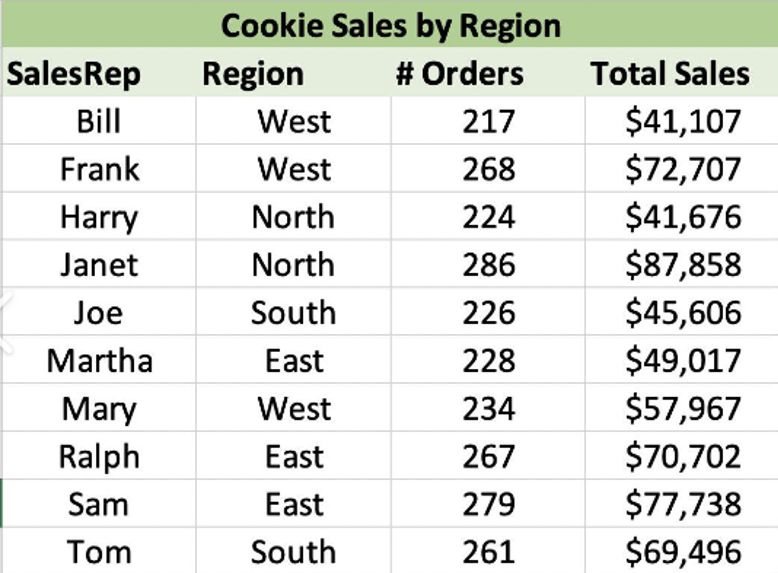 Cookie Sales by Region
SalesRep Region # Orders Total Sales
Bill West 217 $41,107
Frank West 268 $72,707
Harry North 224 $41,676
Janet North 286 $87,858
Joe South 226 $45,606
Martha East 228 $49,017
Mary West 234 $57,967
Ralph East 267 $70,702
Sam East 279 $77,738
Tom South 261 $69,496